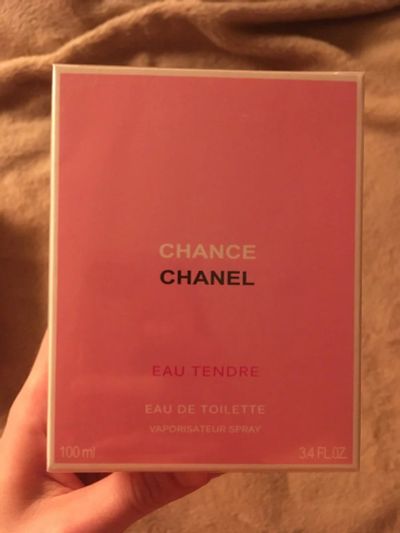 CHANCE
CHANEL
EAU TENDRE
EAU DE TOILETTE
VAPORISATEUR SPRAY
100 ml 3.4 FL.OZ.